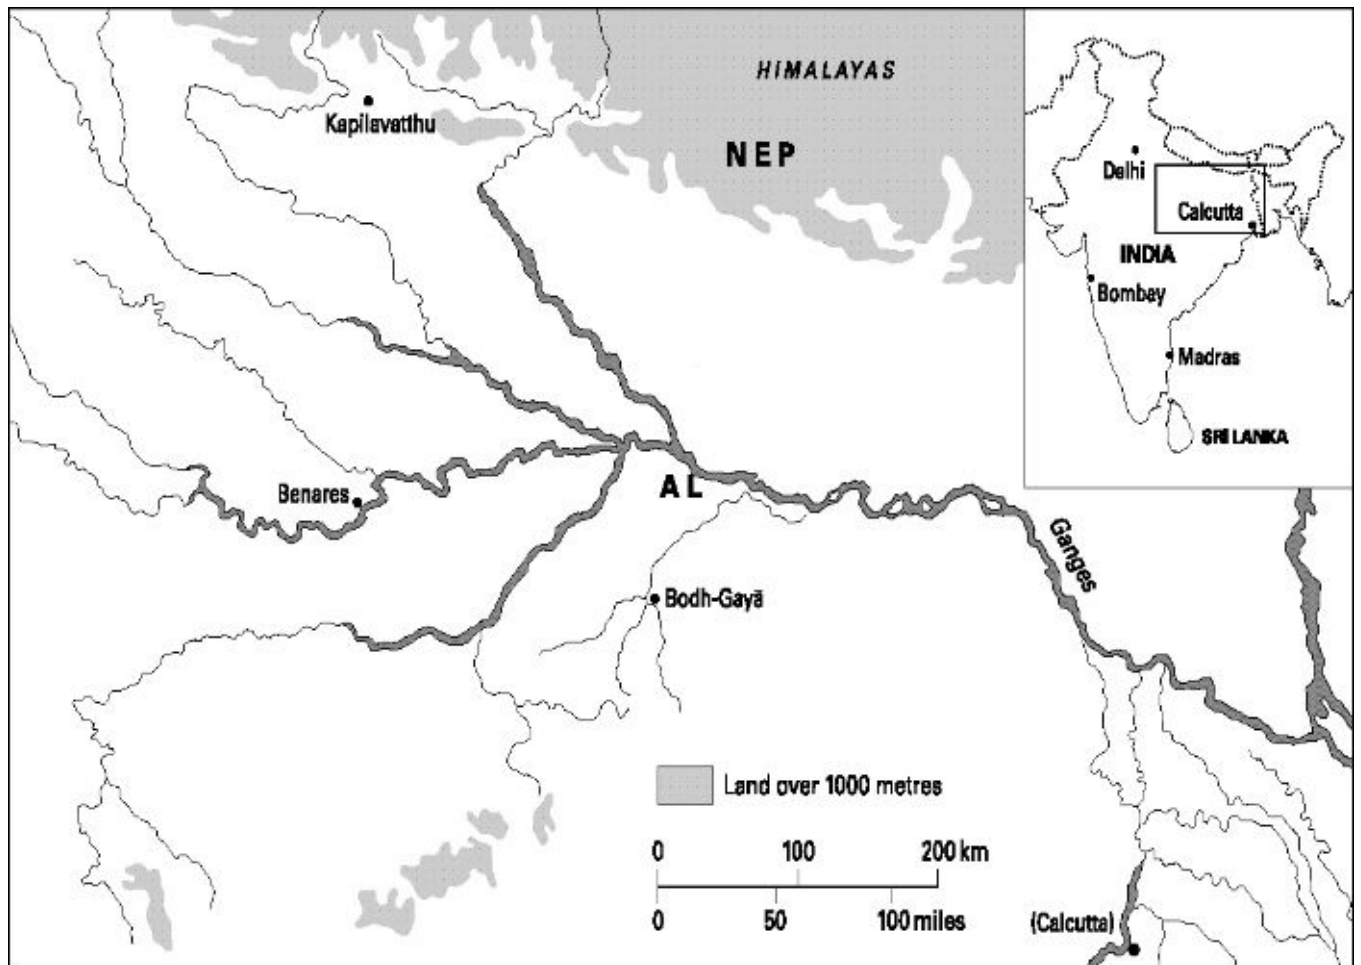 HIMALAYAS
Kapilavatthu
NEP
Delhi
Calcutta
INDIA
Bombay
Madras
SRI LANKA
Benares
AL
Ganges
Bodh-Gayā
Land over 1000 metres
0 100 200 km
0 50 100 miles
(Calcutta)